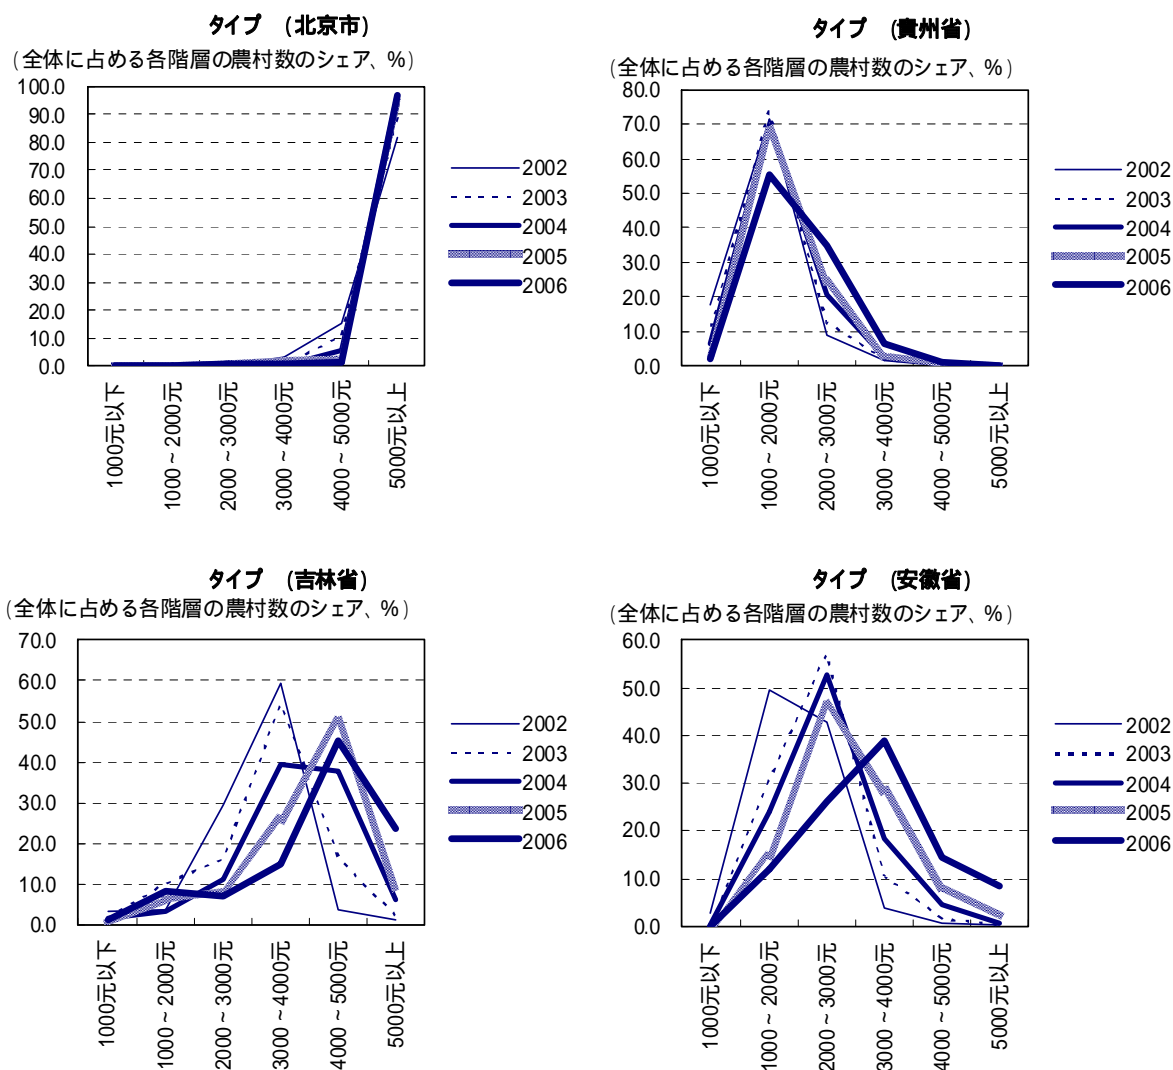 タイプ (北京市)
(全体に占める各階層の農村数のシェア、%)
100.0
90.0
80.0
70.0
60.0
50.0
40.0
30.0
20.0
10.0
0.0
1000元以下
1000~2000元
2000~3000元
3000~4000元
4000~5000元
5000元以上
2002
2003
2004
2005
2006
タイプ (貴州省)
(全体に占める各階層の農村数のシェア、%)
80.0
70.0
60.0
50.0
40.0
30.0
20.0
10.0
0.0
1000元以下
1000~2000元
2000~3000元
3000~4000元
4000~5000元
5000元以上
2002
2003
2004
2005
2006
タイプ (吉林省)
(全体に占める各階層の農村数のシェア、%)
70.0
60.0
50.0
40.0
30.0
20.0
10.0
0.0
1000元以下
1000~2000元
2000~3000元
3000~4000元
4000~5000元
5000元以上
2002
2003
2004
2005
2006
タイプ (安徽省)
(全体に占める各階層の農村数のシェア、%)
60.0
50.0
40.0
30.0
20.0
10.0
0.0
1000元以下
1000~2000元
2000~3000元
3000~4000元
4000~5000元
5000元以上
2002
2003
2004
2005
2006